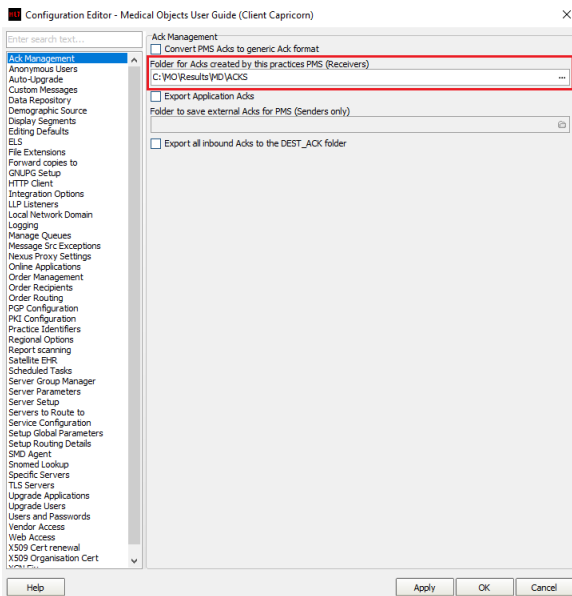 Configuration Editor - Medical Objects User Guide (Client Capricorn)
Enter search text...
Ack Management
Anonymous Users
Auto-Upgrade
Custom Messages
Data Repository
Demographic Source
Display Segments
Editing Defaults
ELS
File Extensions
Forward copies to
GNUPG Setup
HTTP Client
Integration Options
LLP Listeners
Local Network Domain
Logging
Manage Queues
Message Src Exceptions
Nexus Proxy Settings
Online Applications
Order Management
Order Recipients
Order Routing
PGP Configuration
PKI Configuration
Practice Identifiers
Regional Options
Report scanning
Satellite EHR
Scheduled Tasks
Server Group Manager
Server Parameters
Server Setup
Servers to Route to
Service Configuration
Setup Global Parameters
Setup Routing Details
SMD Agent
Snomed Lookup
Specific Servers
TLS Servers
Upgrade Applications
Upgrade Users
Users and Passwords
Vendor Access
Web Access
X509 Cert renewal
X509 Organisation Cert
Ack Management
Convert PMS Acks to generic Ack format
Folder for Acks created by this practices PMS (Receivers)
C:\MO\Results\MD\ACKS ...
Export Application Acks
Folder to save external Acks for PMS (Senders only)
Export all inbound Acks to the DEST_ACK folder
Help
Apply
OK
Cancel